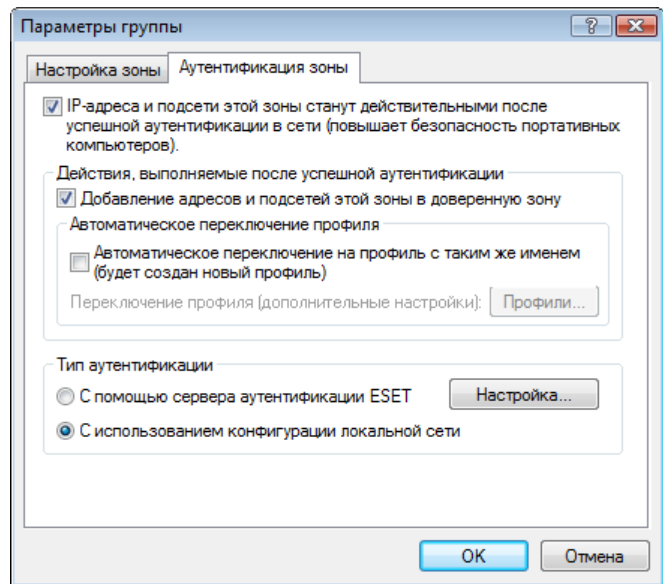 Параметры группы
Настройка зоны Аутентификация зоны
IP-адреса и подсети этой зоны станут действительными после
успешной аутентификации в сети (повышает безопасность портативных
компьютеров).
Действия, выполняемые после успешной аутентификации
Добавление адресов и подсетей этой зоны в доверенную зону
Автоматическое переключение профиля
Автоматическое переключение на профиль с таким же именем
(будет создан новый профиль)
Переключение профиля (дополнительные настройки): Профили...
Тип аутентификации
С помощью сервера аутентификации ESET Настройка...
С использованием конфигурации локальной сети
OK Отмена